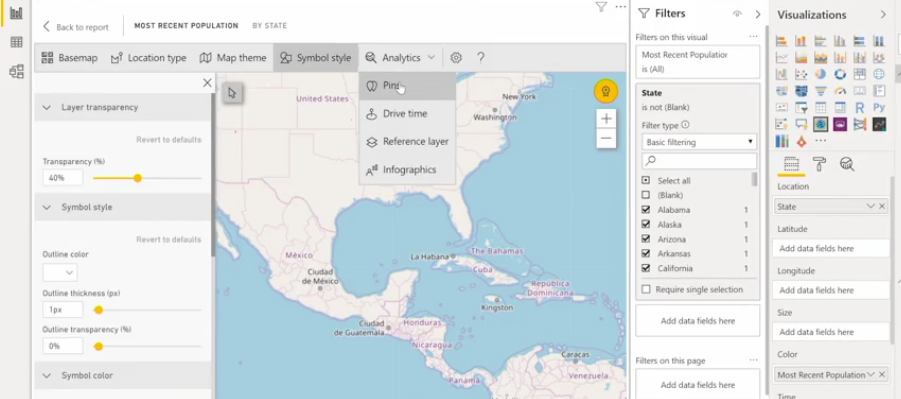 Back to report
MOST RECENT POPULATION
BY STATE
Basemap
Location type
Map theme
Symbol style
Analytics
?
Layer transparency
Revert to defaults
Transparency (%)
40%
Symbol style
Revert to defaults
Outline color
Outline thickness (px)
1px
Outline transparency (%)
0%
Symbol color
Pins
Drive time
Reference layer
Infographics
United States
New York
Washington
México
Ciudad
de México
La Habana
The Bahamas
Cuba
República
Dominicana
Kingston
Ciudad
de Guatemala
Honduras
Nicaragua
Panamá
Caracas
Venezuela
Filters
Filters on this visual
...
Most Recent Population
is (All)
State
is not (Blank)
Filter type
Basic filtering
Select all
(Blank)
Alabama 1
Alaska 1
Arizona 1
Arkansas 1
California 1
Require single selection
Add data fields here
Filters on this page
...
Add data fields here
Visualizations
R Py
...
Location
State
Latitude
Add data fields here
Longitude
Add data fields here
Size
Add data fields here
Color
Most Recent Population
Time